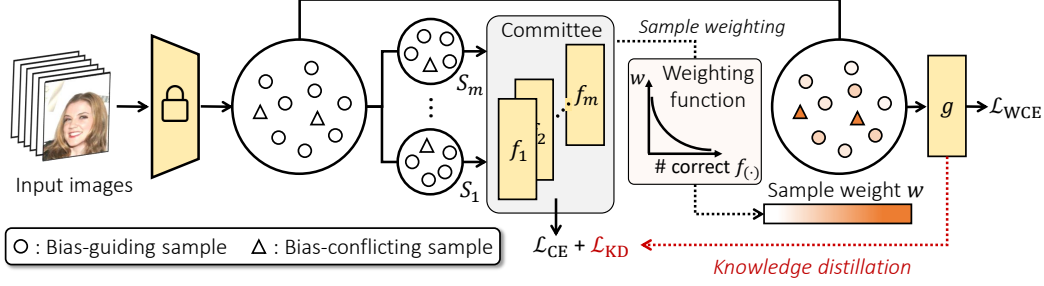 Committee
Sample weighting
S_m
f_m
w
Weighting
function
f_1
f_2
g
ℒ_WCE
⋮
S_1
# correct f_(·)
Input images
Sample weight w
○ : Bias-guiding sample △ : Bias-conflicting sample
ℒ_CE + ℒ_KD
Knowledge distillation